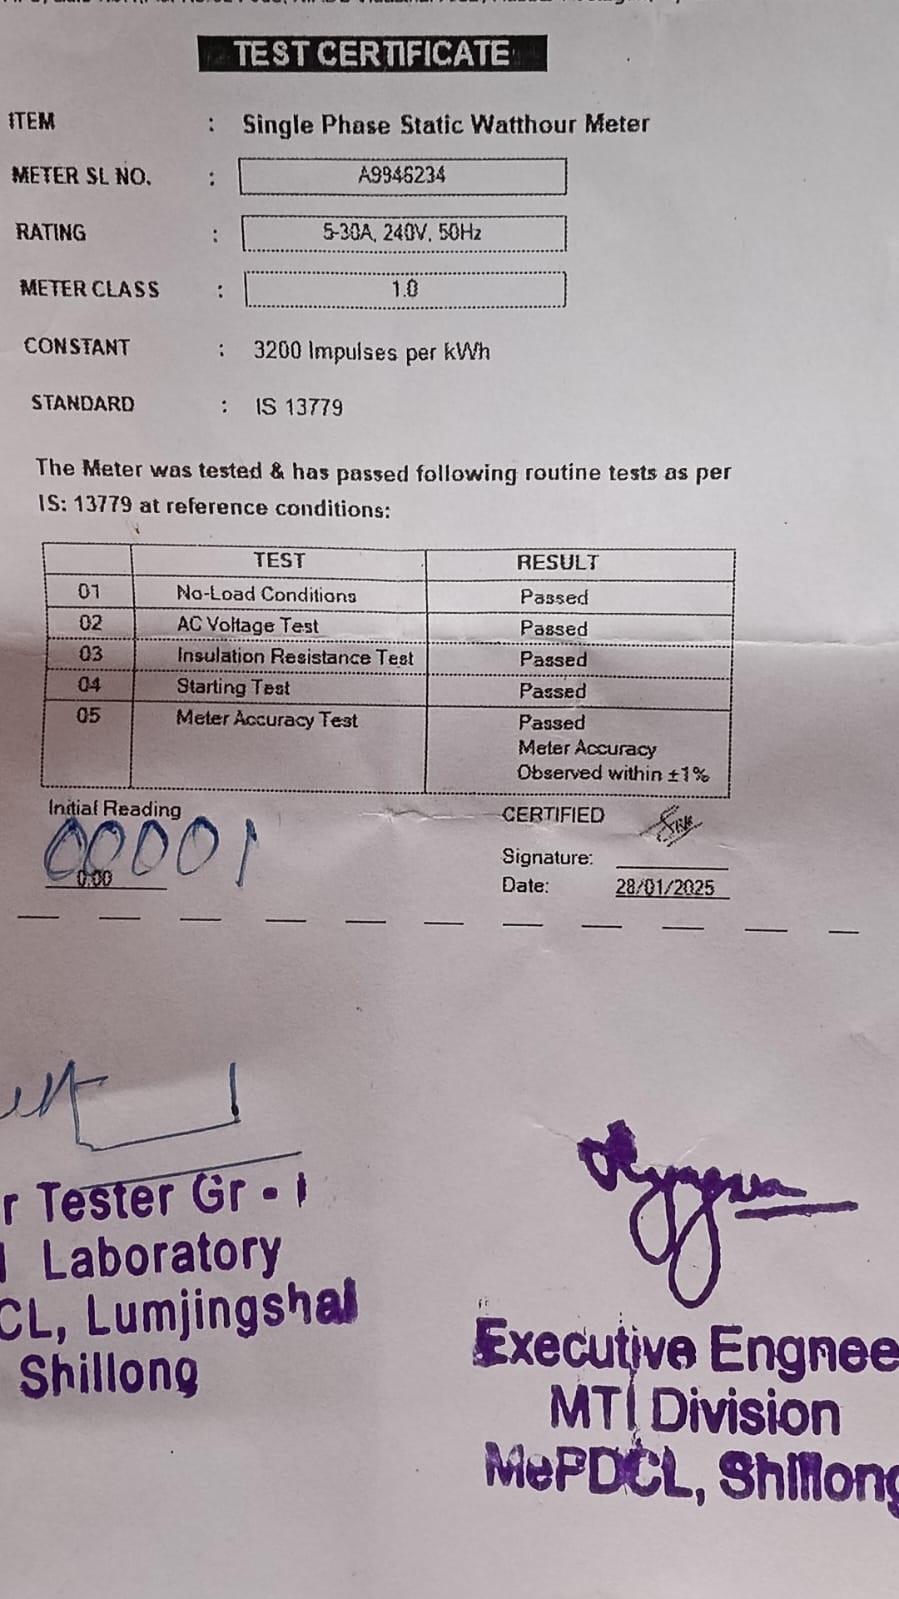 TEST CERTIFICATE
ITEM : Single Phase Static Watthour Meter
METER SL NO. : A9946234
RATING : 5-30A, 240V, 50Hz
METER CLASS : 1.0
CONSTANT : 3200 Impulses per kWh
STANDARD : IS 13779
The Meter was tested & has passed following routine tests as per
IS: 13779 at reference conditions:
TEST RESULT
01 No-Load Conditions Passed
02 AC Voltage Test Passed
03 Insulation Resistance Test Passed
04 Starting Test Passed
05 Meter Accuracy Test Passed
Meter Accuracy
Observed within ±1%
Initial Reading
00001
0.00
CERTIFIED
Signature:
Date: 28/01/2025
r Tester Gr - I
Laboratory
CL, Lumjingshai
Shillong
Executive Engnee
MTI Division
MePDCL, Shillong